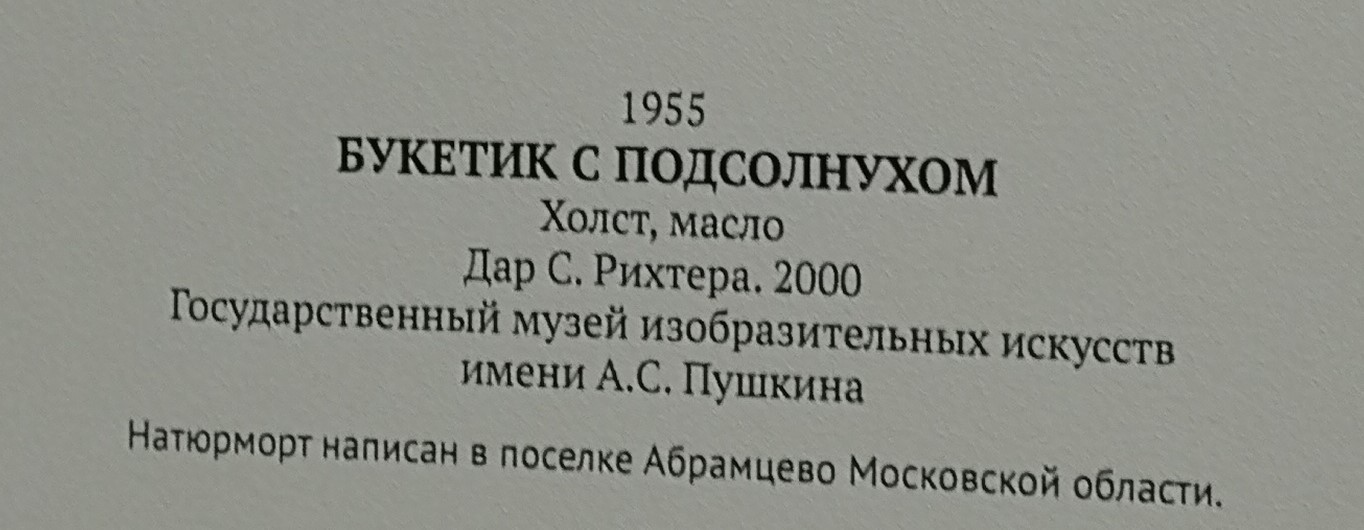 1955
БУКЕТИК С ПОДСОЛНУХОМ
Холст, масло
Дар С. Рихтера. 2000
Государственный музей изобразительных искусств
имени А.С. Пушкина
Натюрморт написан в поселке Абрамцево Московской области.